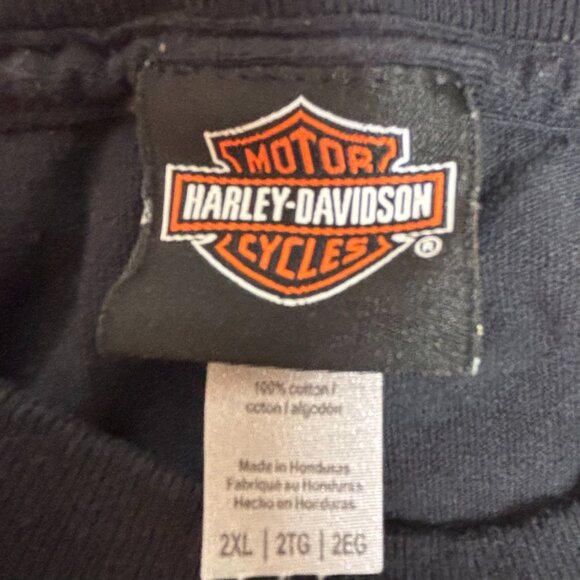 MOTOR
HARLEY-DAVIDSON
CYCLES
®
100% cotton /
coton / algodón
Made in Honduras
Fabriqué au Honduras
Hecho en Honduras
2XL | 2TG | 2EG